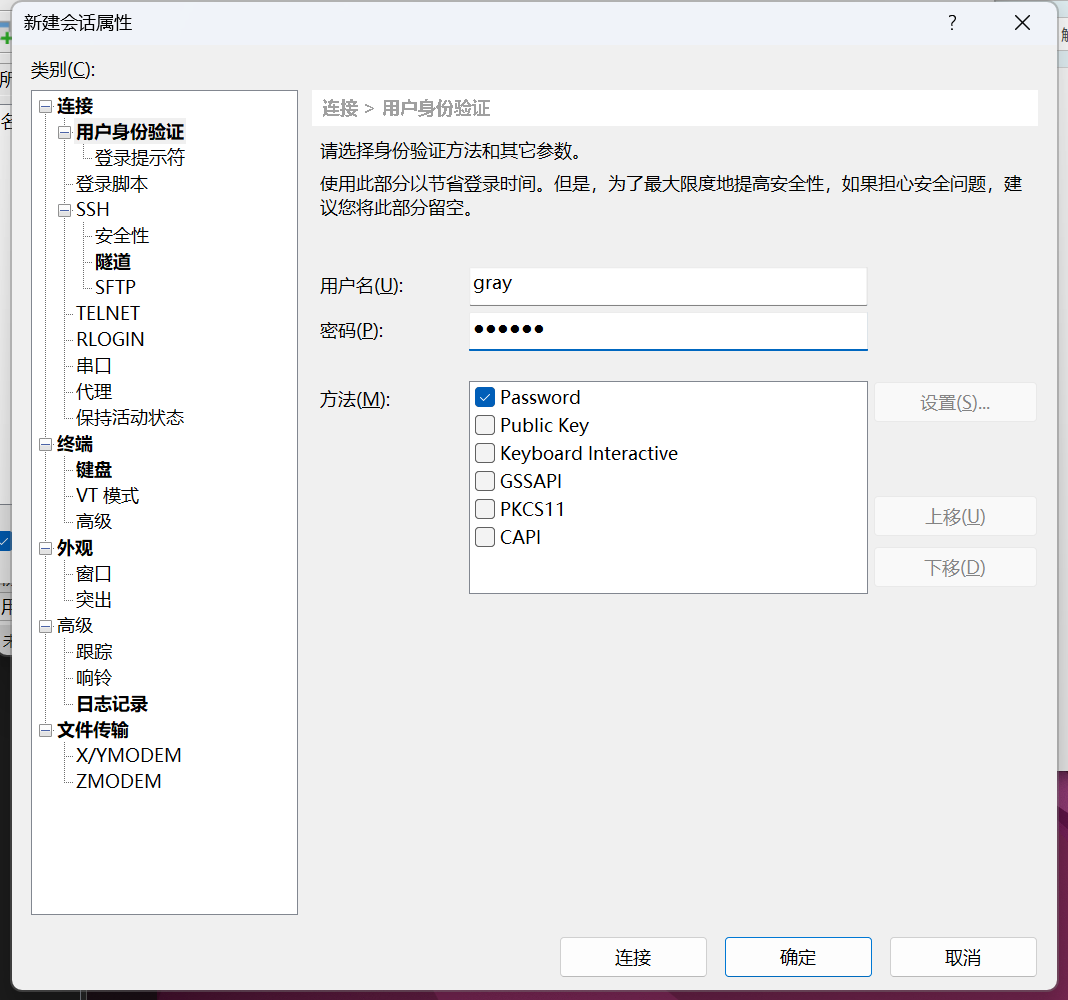 新建会话属性
?
类别(C):
连接
用户身份验证
登录提示符
登录脚本
SSH
安全性
隧道
SFTP
TELNET
RLOGIN
串口
代理
保持活动状态
终端
键盘
VT 模式
高级
外观
窗口
突出
高级
跟踪
响铃
日志记录
文件传输
X/YMODEM
ZMODEM
连接 > 用户身份验证
请选择身份验证方法和其它参数。
使用此部分以节省登录时间。但是，为了最大限度地提高安全性，如果担心安全问题，建
议您将此部分留空。
用户名(U):
gray
密码(P):
●●●●●●
方法(M):
Password
Public Key
Keyboard Interactive
GSSAPI
PKCS11
CAPI
设置(S)...
上移(U)
下移(D)
连接
确定
取消